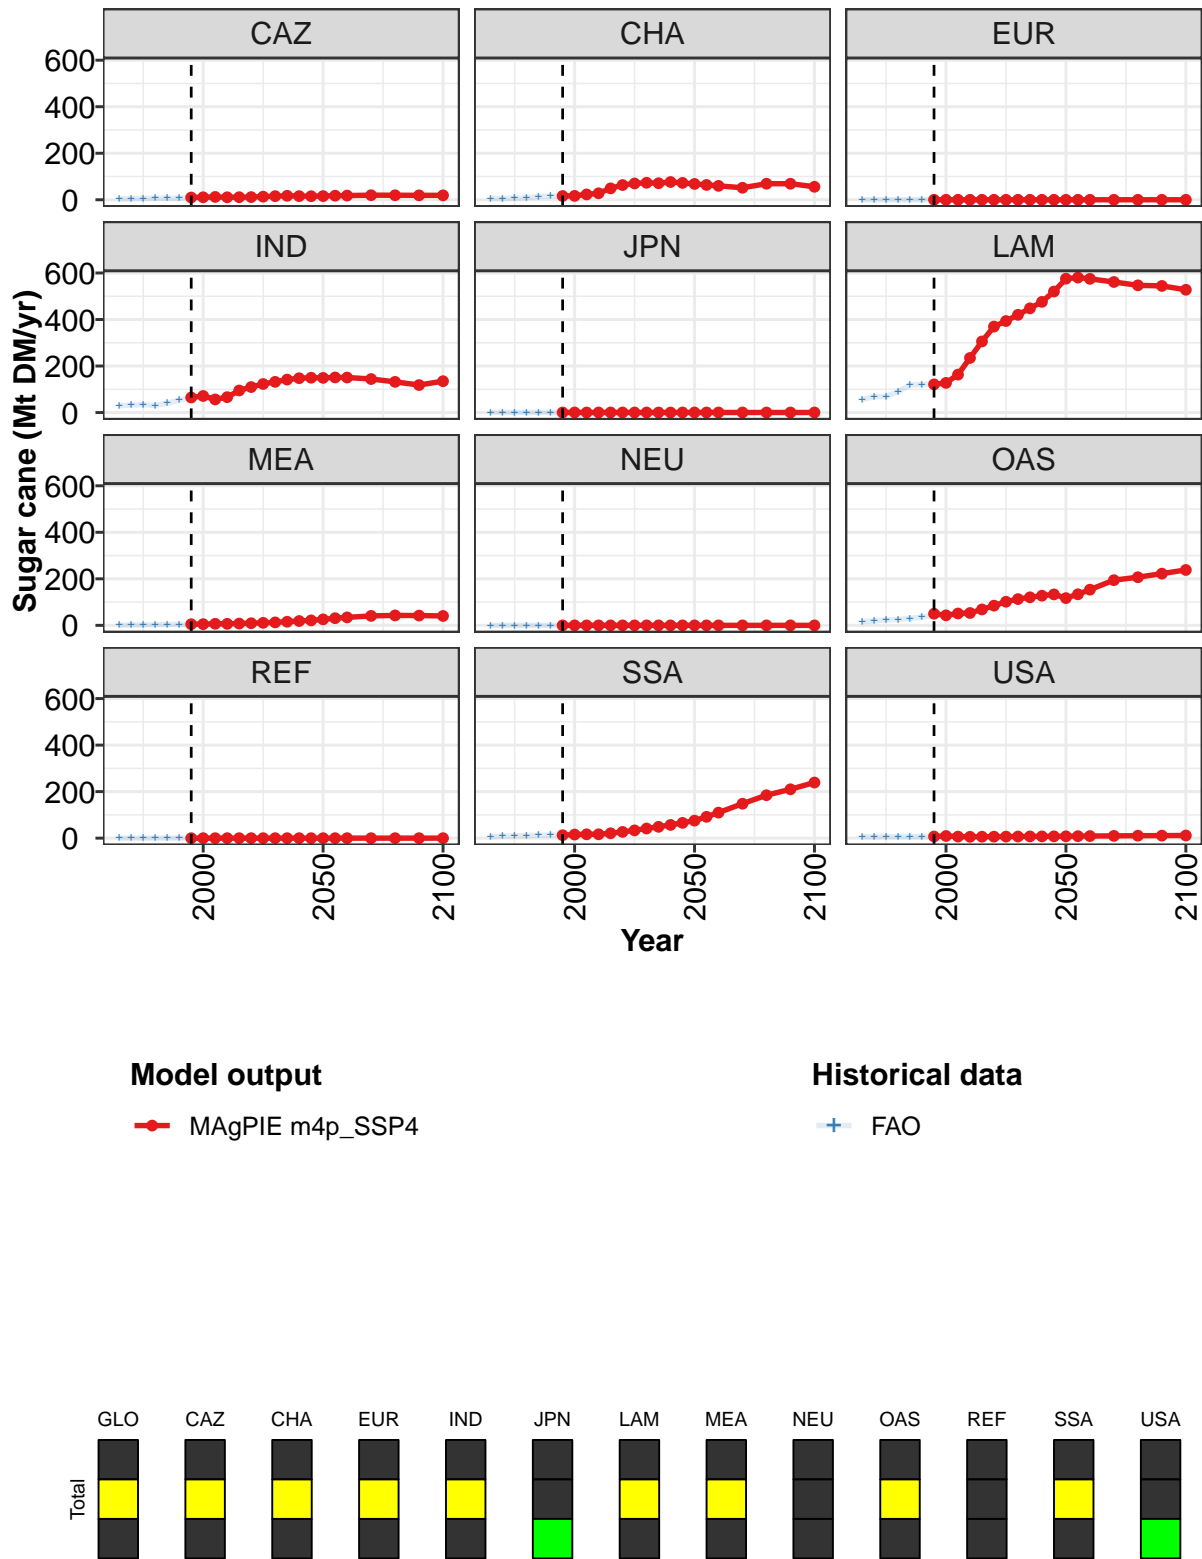 CAZ CHA EUR
600
400
200
0
IND JPN LAM
600
400
200
0
MEA NEU OAS
600
400
200
0
REF SSA USA
600
400
200
0
Sugar cane (Mt DM/yr)
2000 2050 2100 2000 2050 2100 2000 2050 2100
Year
Model output Historical data
MAgPIE m4p_SSP4 FAO
GLO CAZ CHA EUR IND JPN LAM MEA NEU OAS REF SSA USA
Total